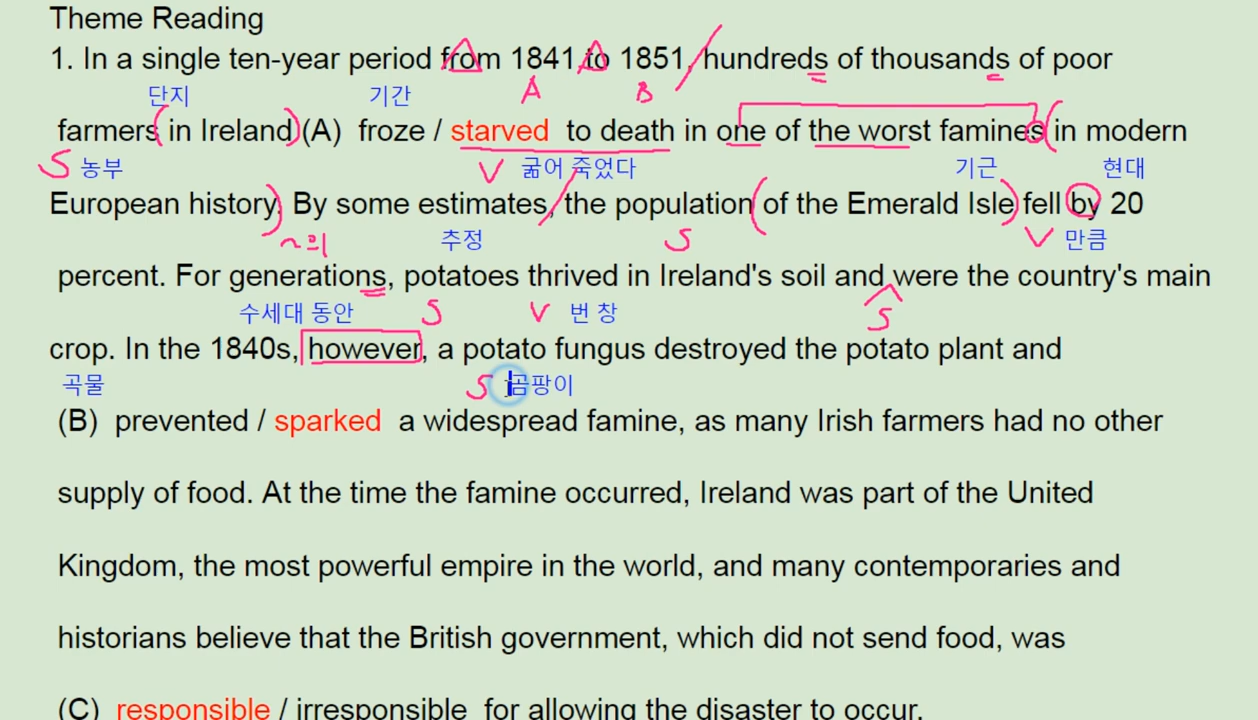 Theme Reading
1. In a single ten-year period from 1841 to 1851, hundreds of thousands of poor
단지 기간 A B
farmers in Ireland (A) froze / starved to death in one of the worst famines in modern
S 농부 V 굶어 죽었다 기근 현대
European history. By some estimates, the population of the Emerald Isle fell by 20
~의 추정 S V 만큼
percent. For generations, potatoes thrived in Ireland's soil and were the country's main
수세대 동안 S V 번 창 S
crop. In the 1840s, however, a potato fungus destroyed the potato plant and
곡물 S 곰팡이
(B) prevented / sparked a widespread famine, as many Irish farmers had no other
supply of food. At the time the famine occurred, Ireland was part of the United
Kingdom, the most powerful empire in the world, and many contemporaries and
historians believe that the British government, which did not send food, was
(C) responsible / irresponsible for allowing the disaster to occur.